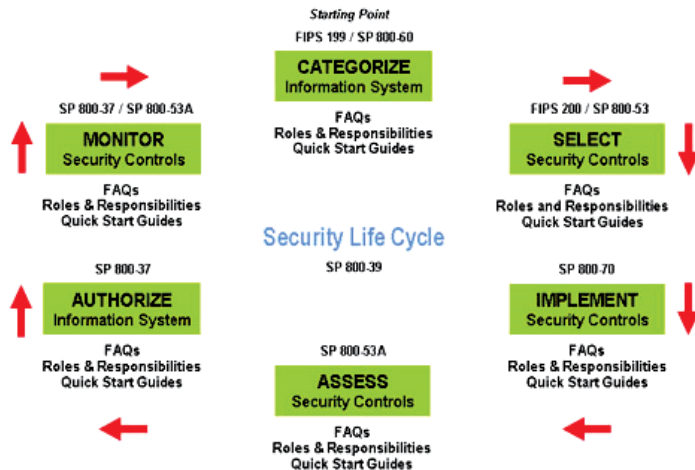 Starting Point
FIPS 199 / SP 800-60
CATEGORIZE
Information System
FAQs
Roles & Responsibilities
Quick Start Guides
SP 800-37 / SP 800-53A
MONITOR
Security Controls
FAQs
Roles & Responsibilities
Quick Start Guides
FIPS 200 / SP 800-53
SELECT
Security Controls
FAQs
Roles and Responsibilities
Quick Start Guides
Security Life Cycle
SP 800-39
SP 800-37
AUTHORIZE
Information System
FAQs
Roles & Responsibilities
Quick Start Guides
SP 800-70
IMPLEMENT
Security Controls
FAQs
Roles & Responsibilities
Quick Start Guides
SP 800-53A
ASSESS
Security Controls
FAQs
Roles & Responsibilities
Quick Start Guides